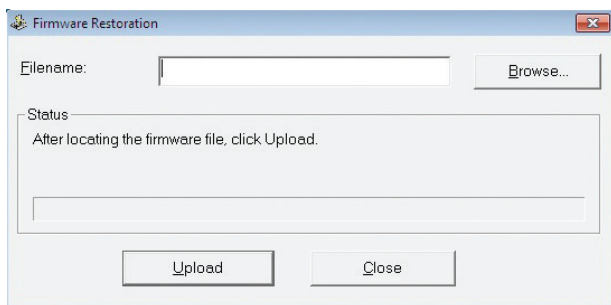 Firmware Restoration
Filename:
Browse...
Status
After locating the firmware file, click Upload.
Upload
Close